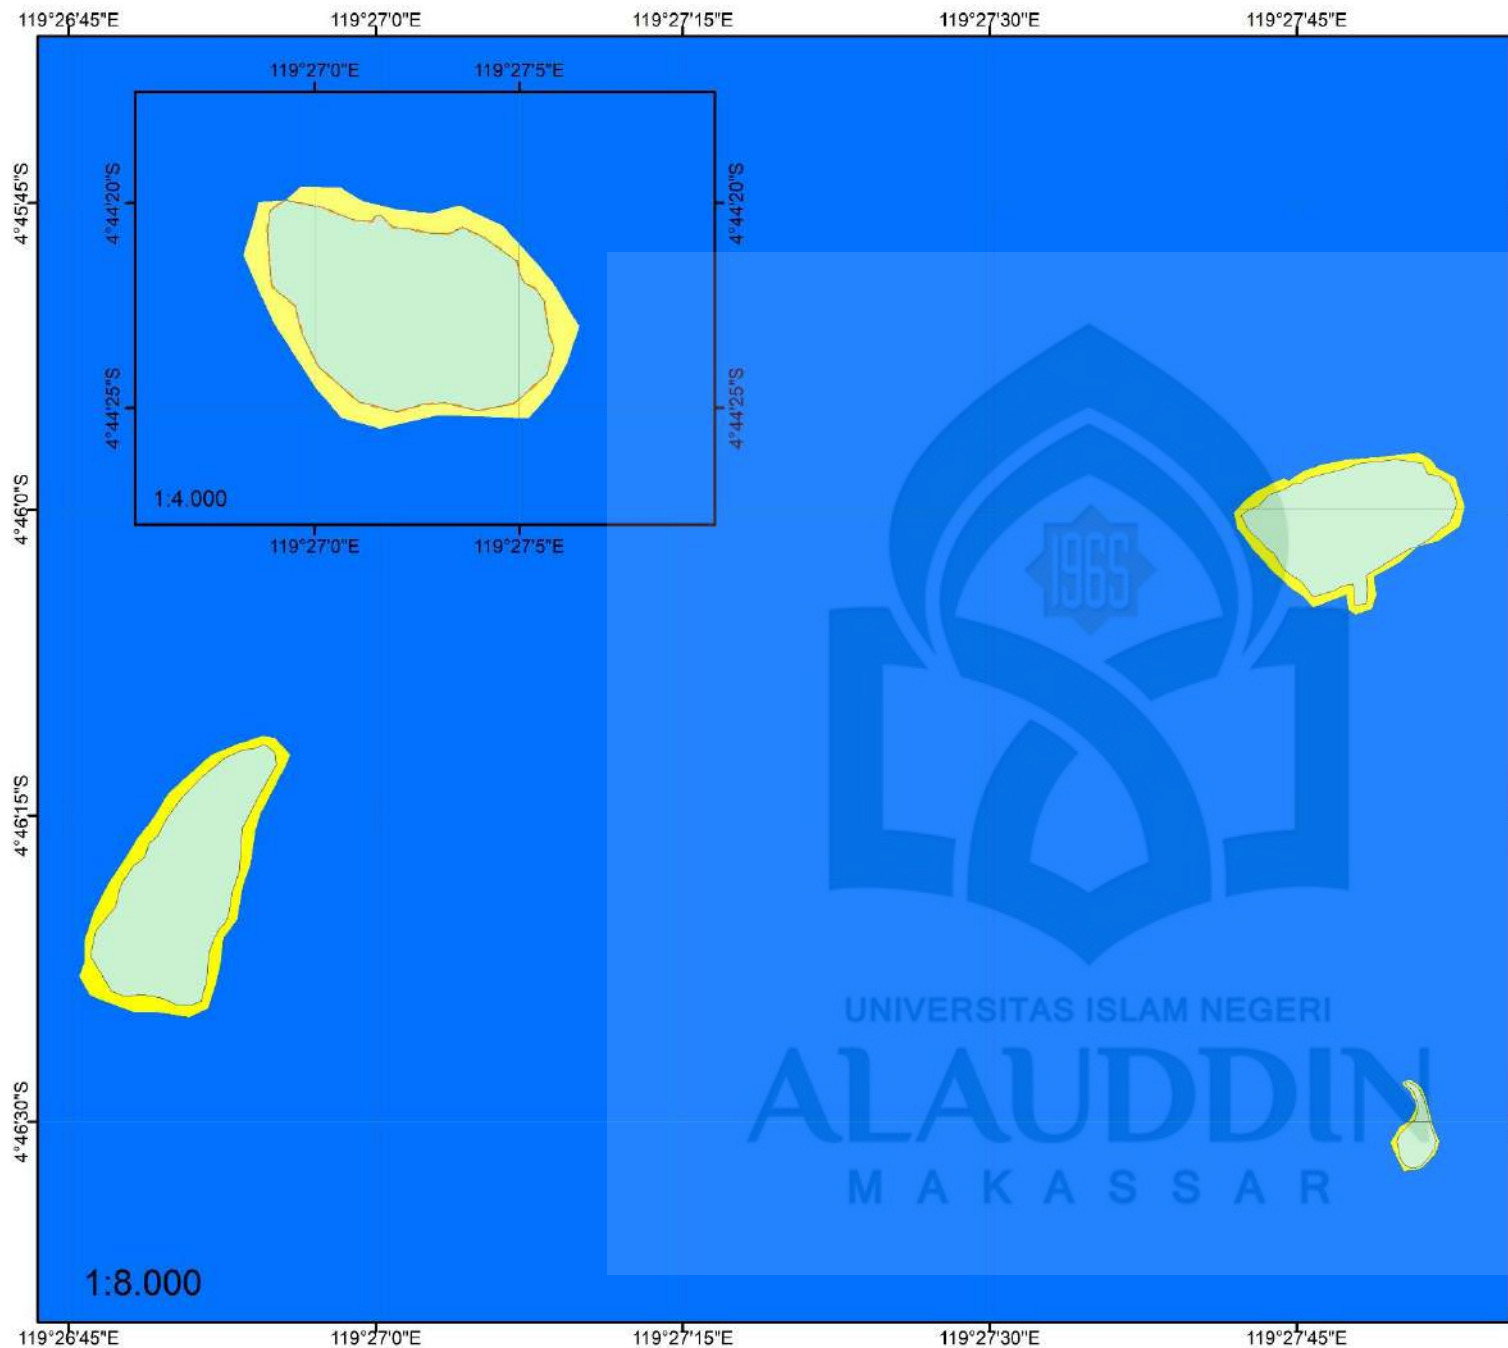 119°26'45"E 119°27'0"E 119°27'15"E 119°27'30"E 119°27'45"E
119°27'0"E 119°27'5"E
4°45'45"S
4°44'20"S
4°44'20"S
4°44'25"S
4°44'25"S
1:4.000
4°46'0"S
119°27'0"E 119°27'5"E
1965
4°46'15"S
UNIVERSITAS ISLAM NEGERI
ALAUDDIN
4°46'30"S
MAKASSAR
1:8.000
119°26'45"E 119°27'0"E 119°27'15"E 119°27'30"E 119°27'45"E